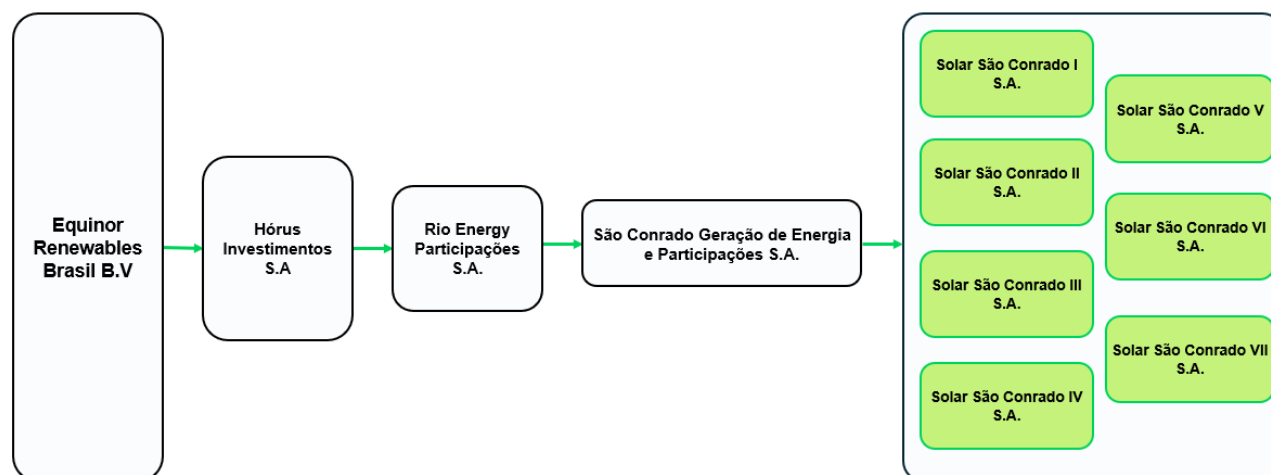 Equinor
Renewables
Brasil B.V
Hórus
Investimentos
S.A
Rio Energy
Participações
S.A.
São Conrado Geração de Energia
e Participações S.A.
Solar São Conrado I
S.A.
Solar São Conrado II
S.A.
Solar São Conrado III
S.A.
Solar São Conrado IV
S.A.
Solar São Conrado V
S.A.
Solar São Conrado VI
S.A.
Solar São Conrado VII
S.A.